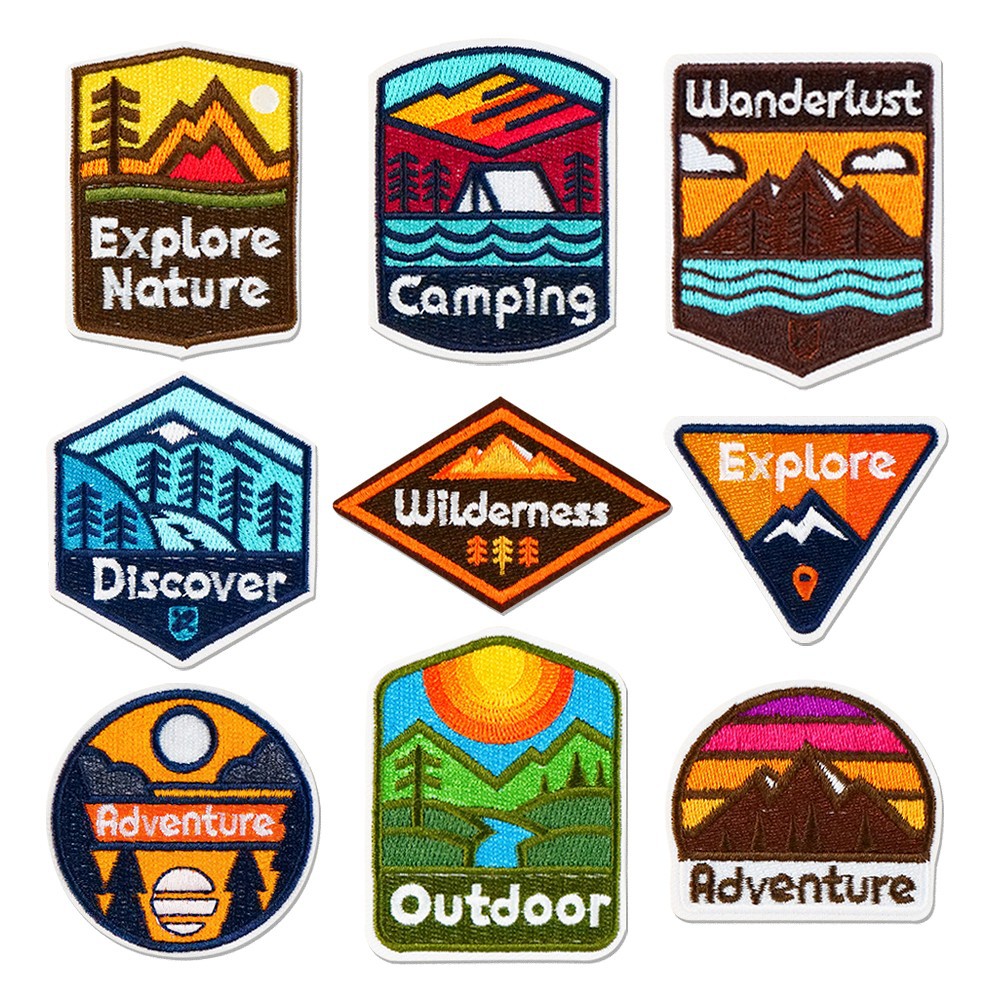 Explore
Nature
Camping
Wanderlust
Discover
Wilderness
Explore
Adventure
Outdoor
Adventure